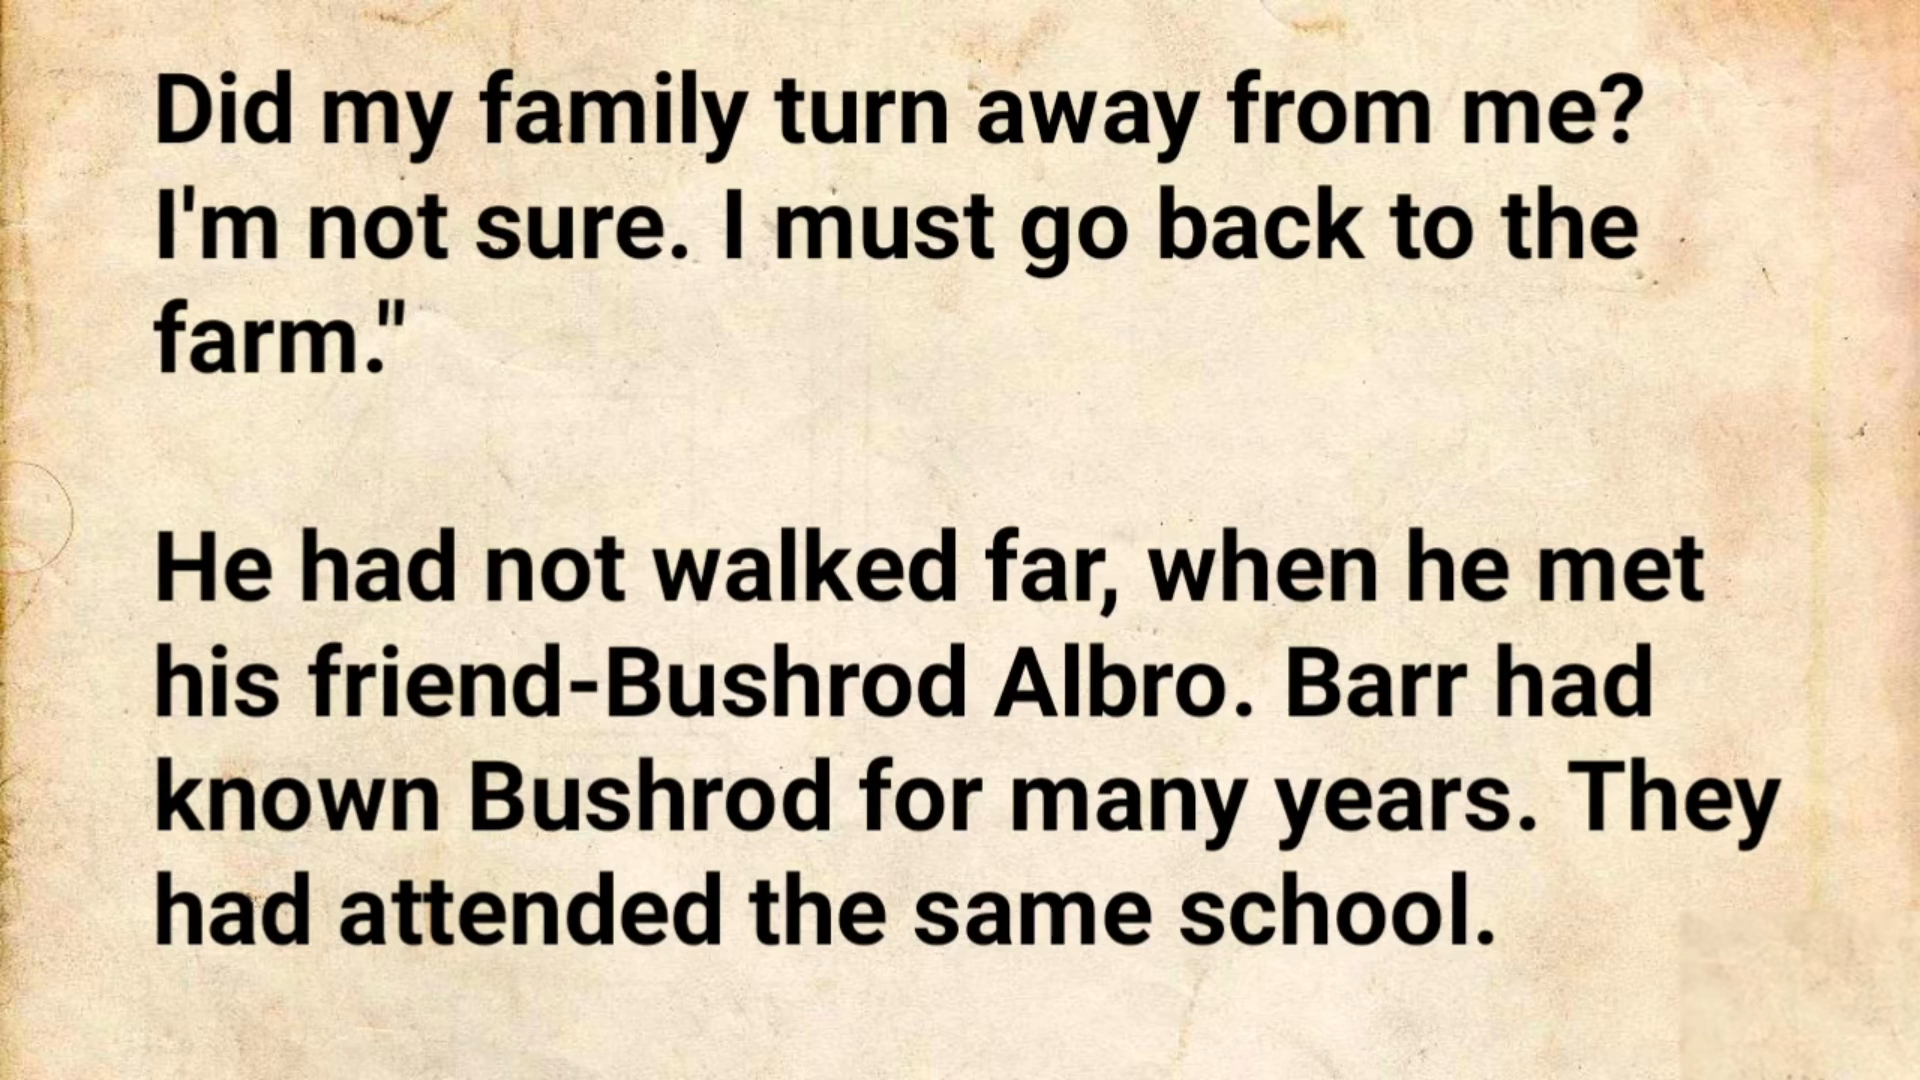 Did my family turn away from me?
I'm not sure. I must go back to the
farm."
He had not walked far, when he met
his friend-Bushrod Albro. Barr had
known Bushrod for many years. They
had attended the same school.